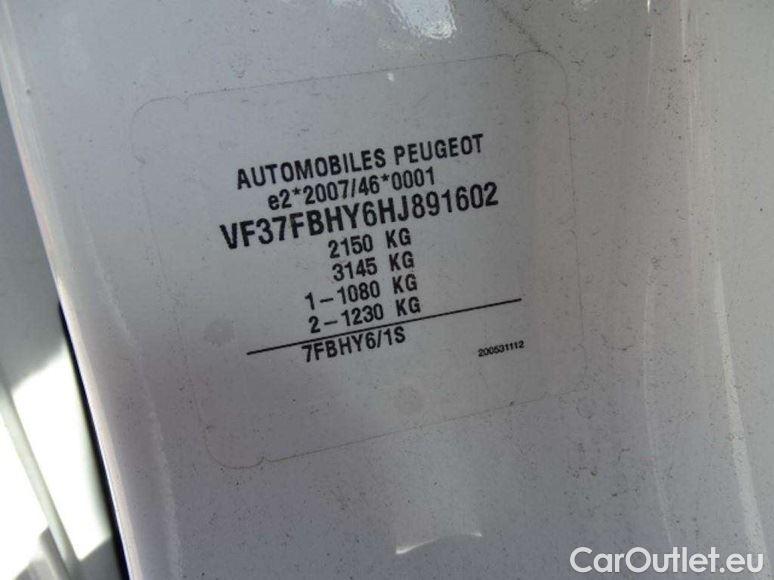 AUTOMOBILES PEUGEOT
e2*2007/46*0001
VF37FBHY6HJ891602
2150 KG
3145 KG
1-1080 KG
2-1230 KG
7FBHY6/1S
200531112
CarOutlet.eu